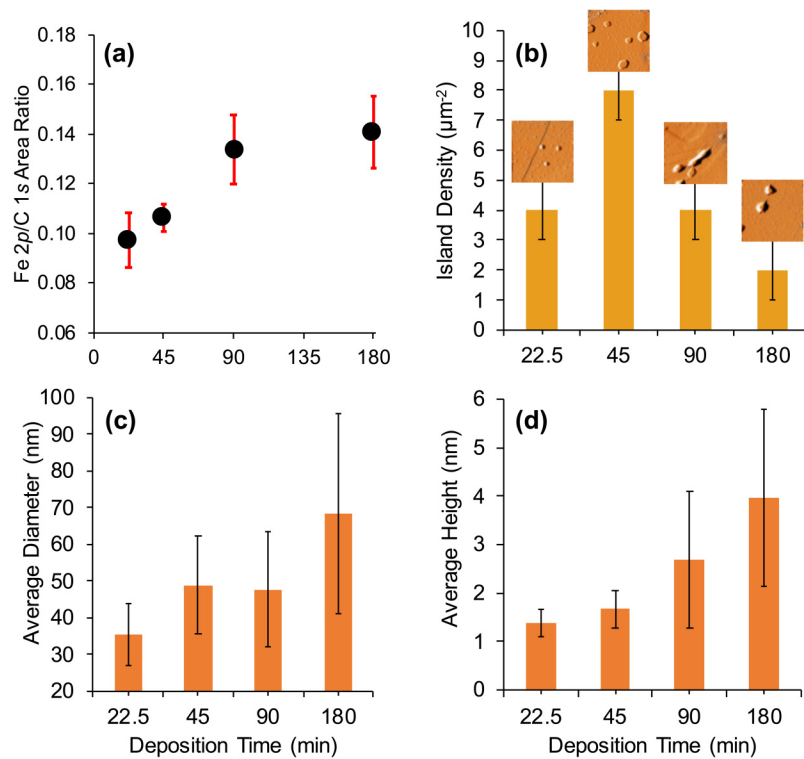 (a)
Fe 2p/C 1s Area Ratio
0.18
0.16
0.14
0.12
0.10
0.08
0.06
0 45 90 135 180
(b)
Island Density (µm-2)
10
9
8
7
6
5
4
3
2
1
0
22.5 45 90 180
(c)
Average Diameter (nm)
100
90
80
70
60
50
40
30
20
22.5 45 90 180
Deposition Time (min)
(d)
Average Height (nm)
6
5
4
3
2
1
0
22.5 45 90 180
Deposition Time (min)